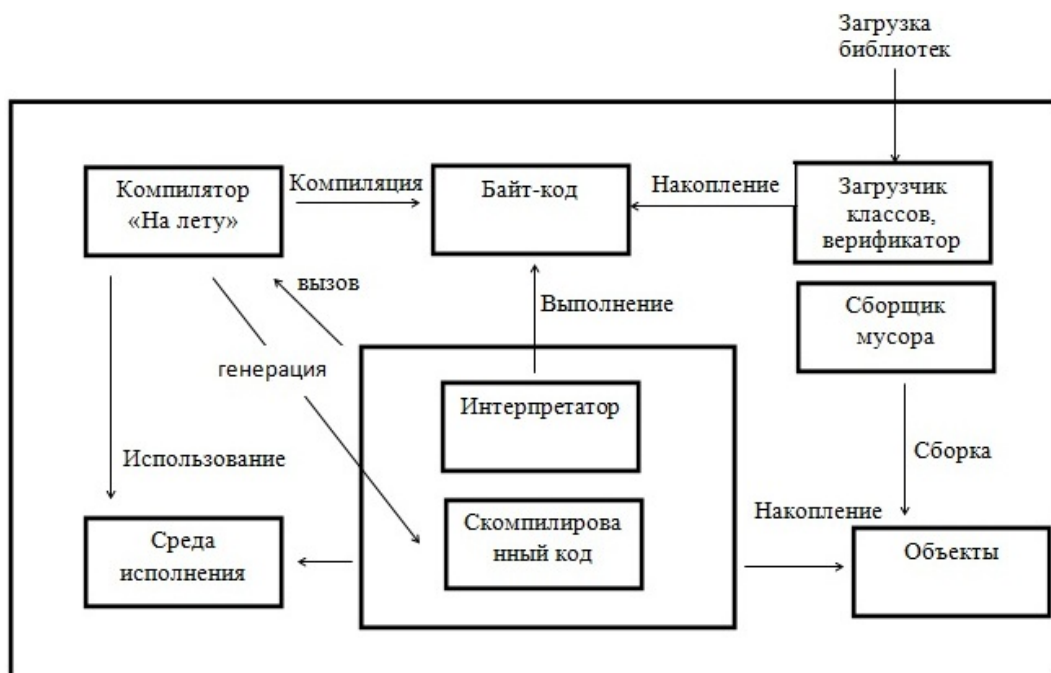 Загрузка
библиотек
Компилятор
«На лету»
Компиляция
Байт-код
Накопление
Загрузчик
классов,
верификатор
вызов
Выполнение
Сборщик
мусора
генерация
Интерпретатор
Использование
Сборка
Среда
исполнения
Скомпилирова
нный код
Накопление
Объекты